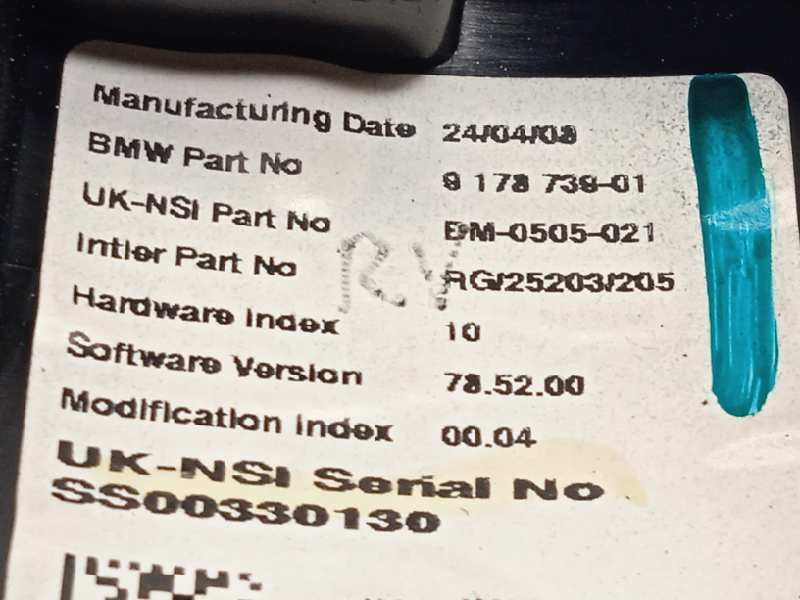 Manufacturing Date 24/04/08
BMW Part No 9 178 739-01
UK-NSI Part No BM-0505-021
Intier Part No RG/25203/205
Hardware Index 10
Software Version 78.52.00
Modification Index 00.04
UK-NSI Serial No
SS00330130
RV